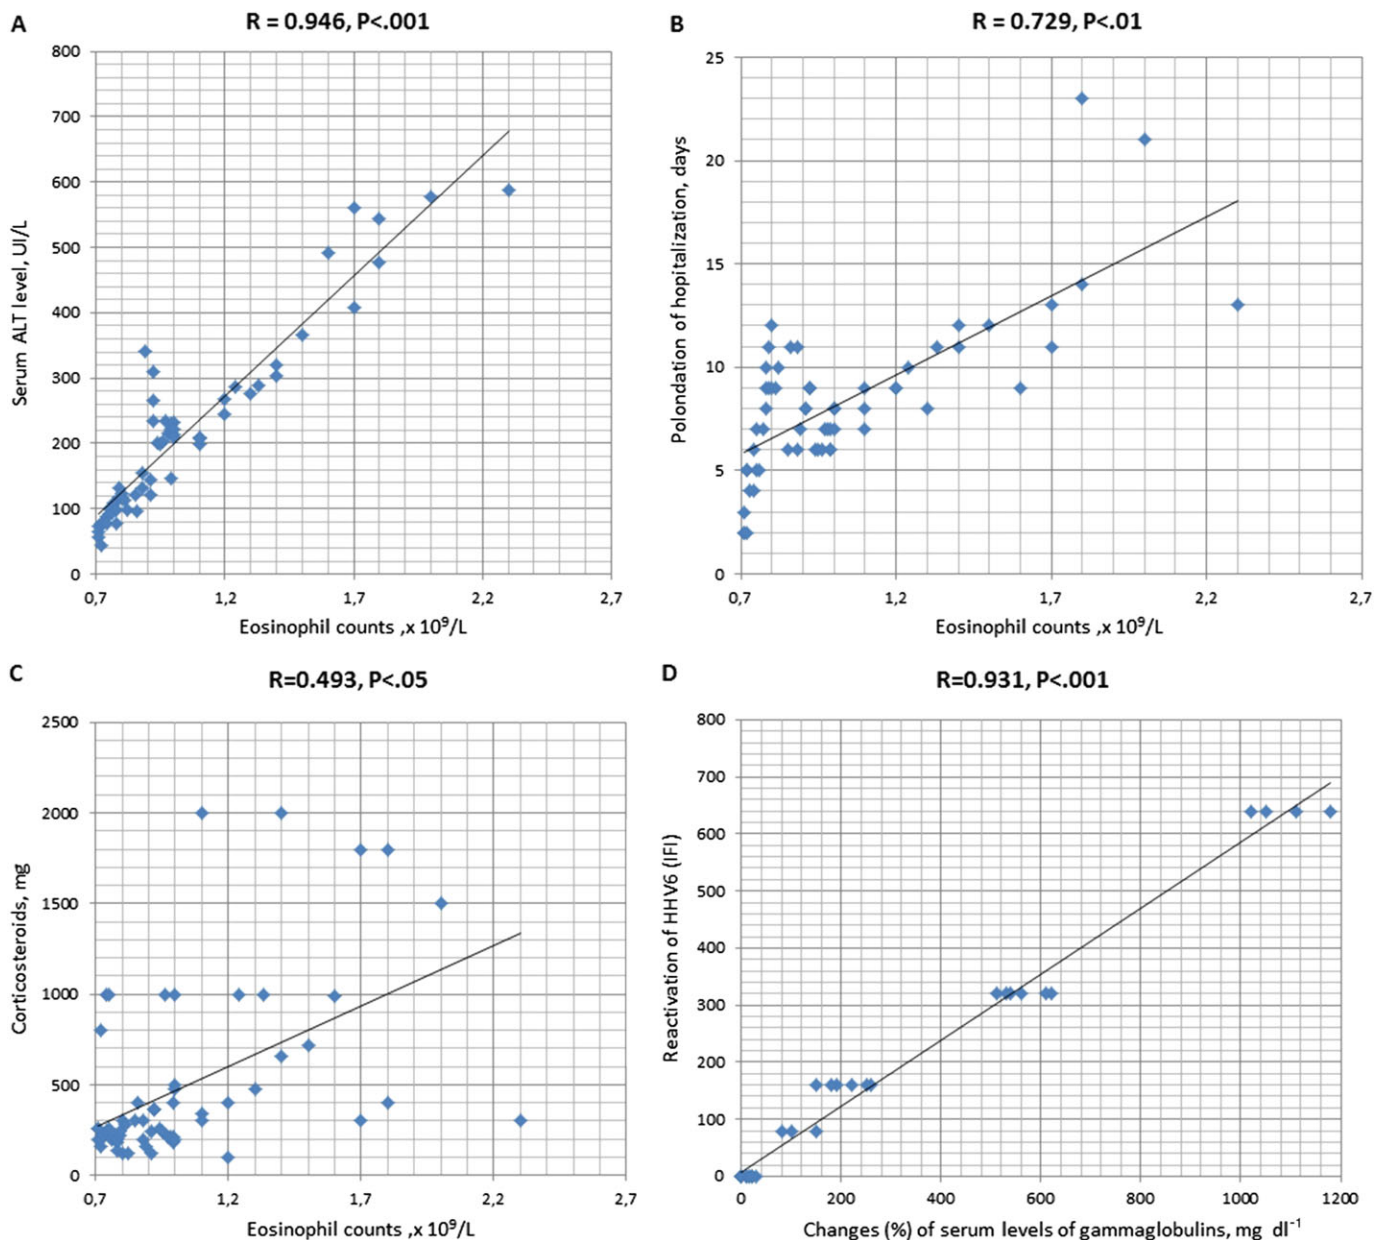 A
R = 0.946, P<.001
800
700
600
500
400
300
200
100
0
Serum ALT level, UI/L
0,7 1,2 1,7 2,2 2,7
Eosinophil counts ,x 10⁹/L
B
R = 0.729, P<.01
25
20
15
10
5
0
Polondation of hopitalization, days
0,7 1,2 1,7 2,2 2,7
Eosinophil counts ,x 10⁹/L
C
R=0.493, P<.05
2500
2000
1500
1000
500
0
Corticosteroids, mg
0,7 1,2 1,7 2,2 2,7
Eosinophil counts ,x 10⁹/L
D
R=0.931, P<.001
800
700
600
500
400
300
200
100
0
Reactivation of HHV6 (IFI)
0 200 400 600 800 1000 1200
Changes (%) of serum levels of gammaglobulins, mg dl⁻¹